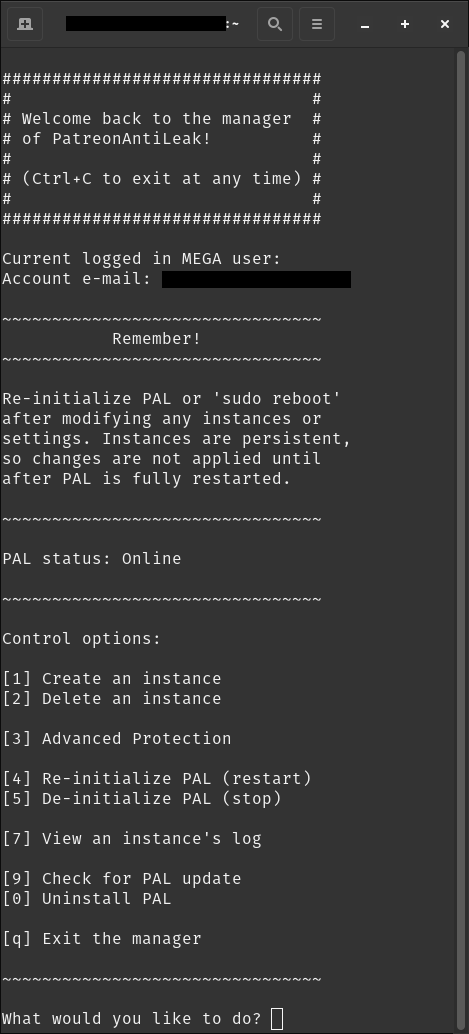 :~
################################
# #
# Welcome back to the manager #
# of PatreonAntiLeak! #
# #
# (Ctrl+C to exit at any time) #
# #
################################
Current logged in MEGA user:
Account e-mail:
~~~~~~~~~~~~~~~~~~~~~~~~~~~~~~~~
Remember!
~~~~~~~~~~~~~~~~~~~~~~~~~~~~~~~~
Re-initialize PAL or 'sudo reboot'
after modifying any instances or
settings. Instances are persistent,
so changes are not applied until
after PAL is fully restarted.
~~~~~~~~~~~~~~~~~~~~~~~~~~~~~~~~
PAL status: Online
~~~~~~~~~~~~~~~~~~~~~~~~~~~~~~~~
Control options:
[1] Create an instance
[2] Delete an instance
[3] Advanced Protection
[4] Re-initialize PAL (restart)
[5] De-initialize PAL (stop)
[7] View an instance's log
[9] Check for PAL update
[0] Uninstall PAL
[q] Exit the manager
~~~~~~~~~~~~~~~~~~~~~~~~~~~~~~~~
What would you like to do?